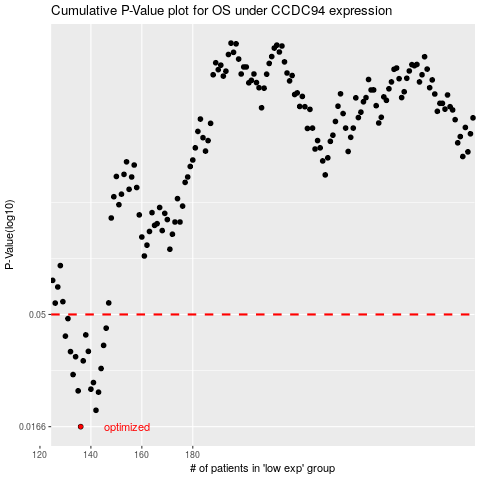 Cumulative P-Value plot for OS under CCDC94 expression
P-Value(log10)
0.05
0.0166
optimized
120 140 160 180
# of patients in 'low exp' group